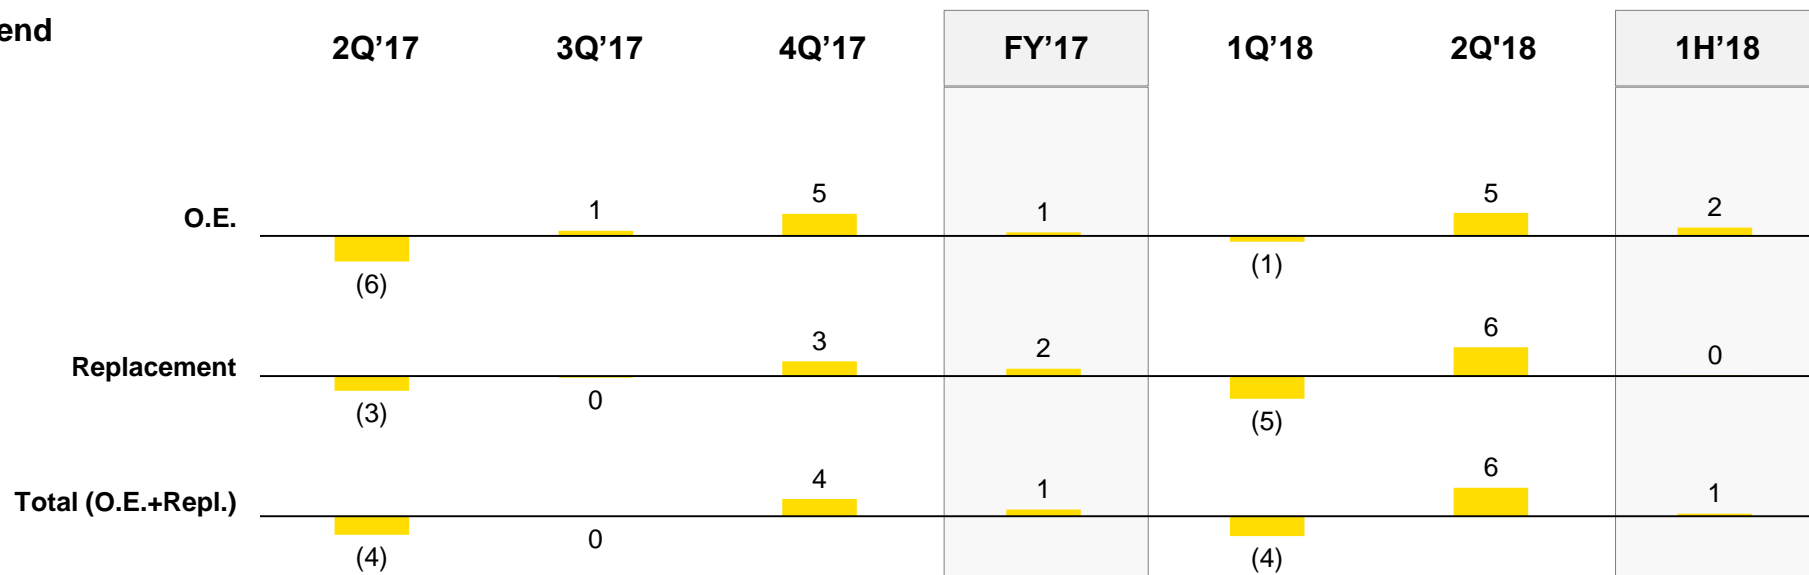 end
2Q’17 3Q’17 4Q’17 FY’17 1Q’18 2Q'18 1H’18
O.E. (6) 1 5 1 (1) 5 2
Replacement (3) 0 3 2 (5) 6 0
Total (O.E.+Repl.) (4) 0 4 1 (4) 6 1